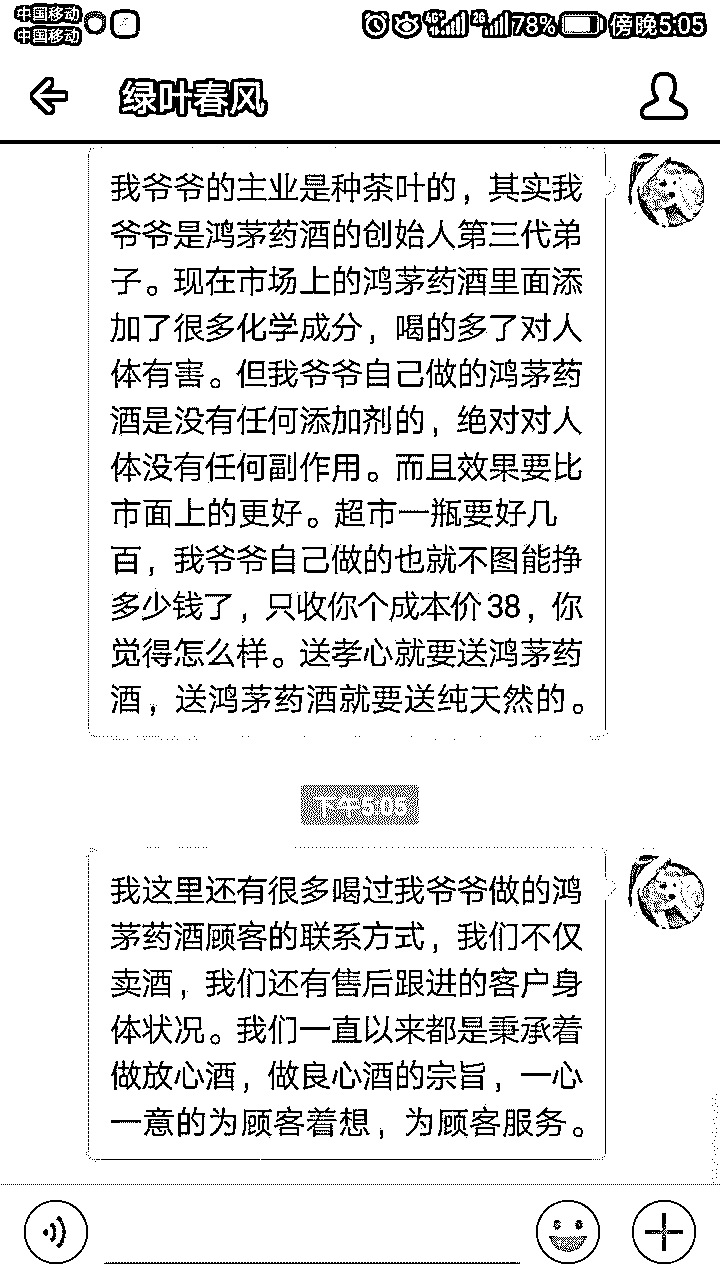 中国移动
中国移动
4G 2G 78% 傍晚5:05
绿叶春风
我爷爷的主业是种茶叶的，其实我
爷爷是鸿茅药酒的创始人第三代弟
子。现在市场上的鸿茅药酒里面添
加了很多化学成分，喝的多了对人
体有害。但我爷爷自己做的鸿茅药
酒是没有任何添加剂的，绝对对人
体没有任何副作用。而且效果要比
市面上的更好。超市一瓶要好几
百，我爷爷自己做的也就不图能挣
多少钱了，只收你个成本价38，你
觉得怎么样。送孝心就要送鸿茅药
酒，送鸿茅药酒就要送纯天然的。
下午5:05
我这里还有很多喝过我爷爷做的鸿
茅药酒顾客的联系方式，我们不仅
卖酒，我们还有售后跟进的客户身
体状况。我们一直以来都是秉承着
做放心酒，做良心酒的宗旨，一心
一意的为顾客着想，为顾客服务。